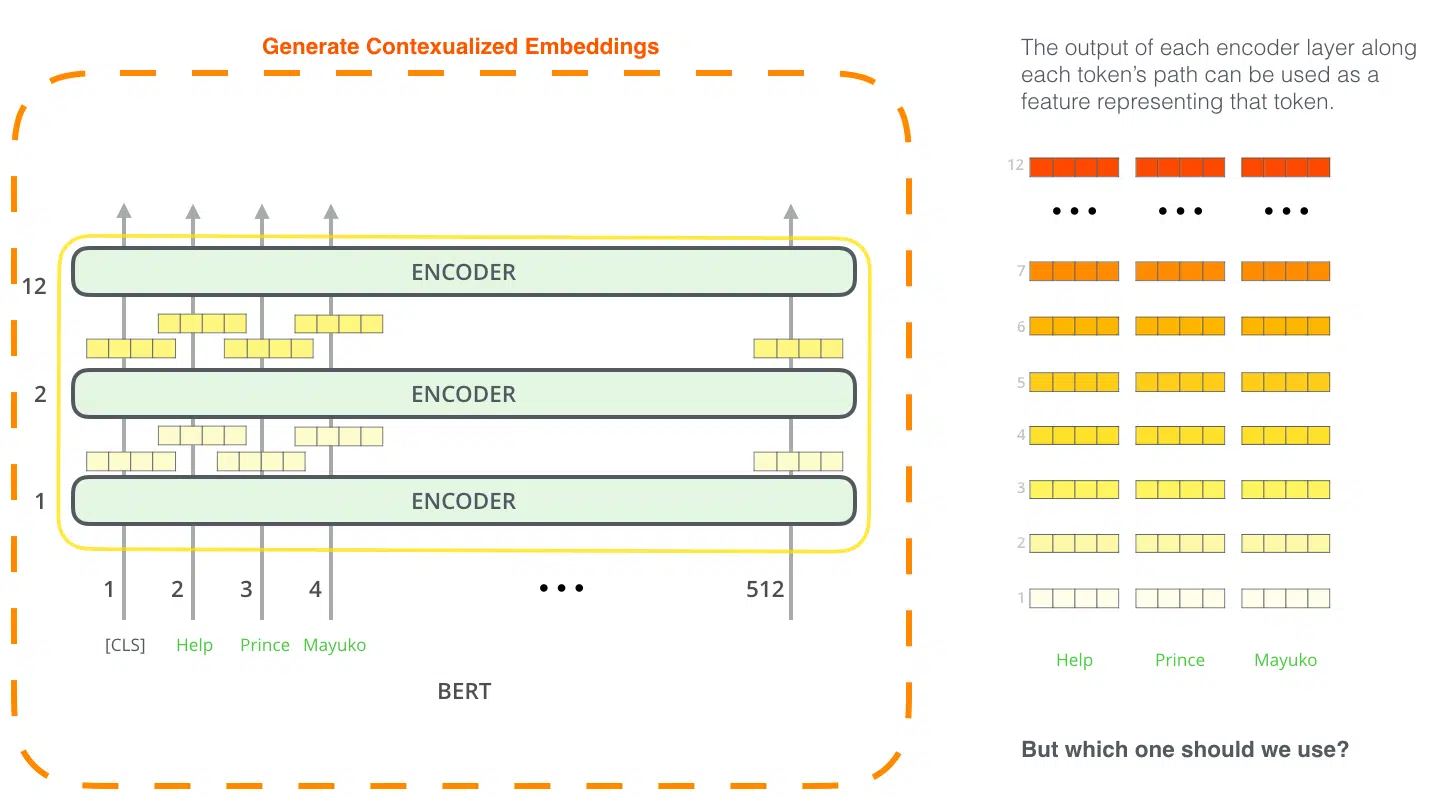 Generate Contexualized Embeddings
12
ENCODER
2
ENCODER
1
ENCODER
1
2
3
4
• • •
512
[CLS]
Help
Prince
Mayuko
BERT
The output of each encoder layer along
each token’s path can be used as a
feature representing that token.
12
• • •
• • •
• • •
7
6
5
4
3
2
1
Help
Prince
Mayuko
But which one should we use?